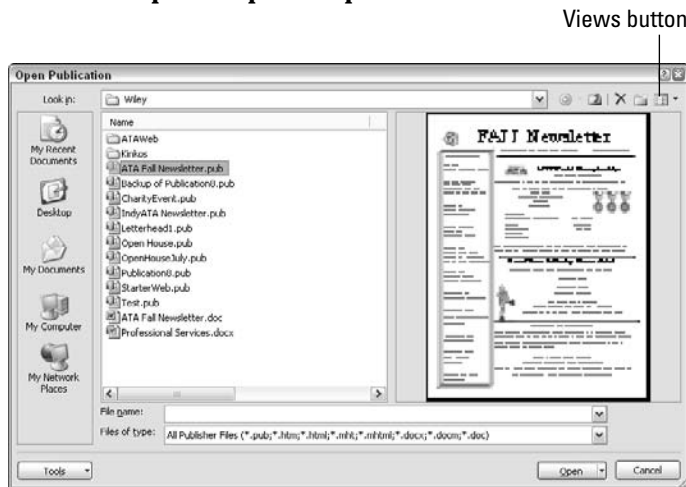 Views button
Open Publication
Look in:
Wiley
My Recent
Documents
Desktop
My Documents
My Computer
My Network
Places
Name
ATAWeb
Kinkos
ATA Fall Newsletter.pub
Backup of Publication8.pub
CharityEvent.pub
IndyATA Newsletter.pub
Letterhead1.pub
Open House.pub
OpenHouseJuly.pub
Publication8.pub
StarterWeb.pub
Test.pub
ATA Fall Newsletter.doc
Professional Services.docx
Newsletter
File name:
Files of type:
All Publisher Files (*.pub;*.htm;*.html;*.mht;*.mhtml;*.docx;*.docm;*.doc)
Tools
Open
Cancel